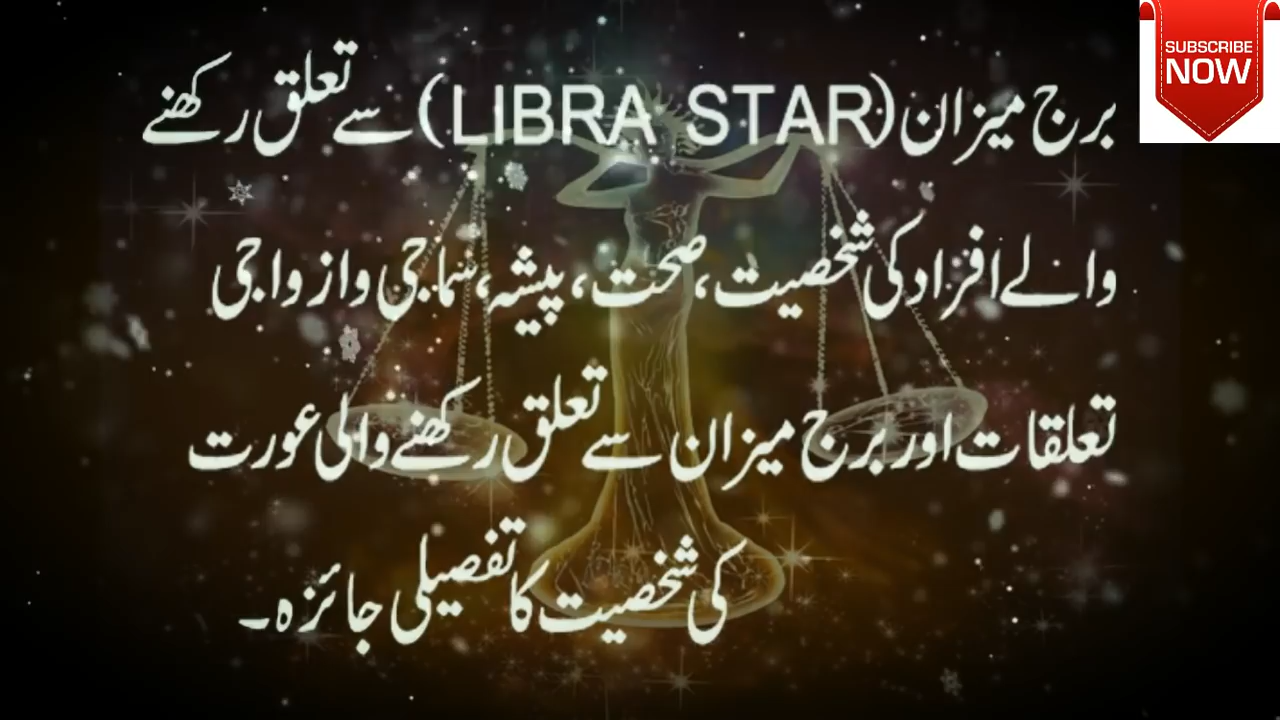 برج میزان (LIBRA STAR) سے تعلق رکھنے
والے افراد کی شخصیت، صحت، پیشہ، سماجی وازواجی
تعلقات اور برج میزان سے تعلق رکھنے والی عورت
کی شخصیت کا تفصیلی جائزہ۔
SUBSCRIBE
NOW